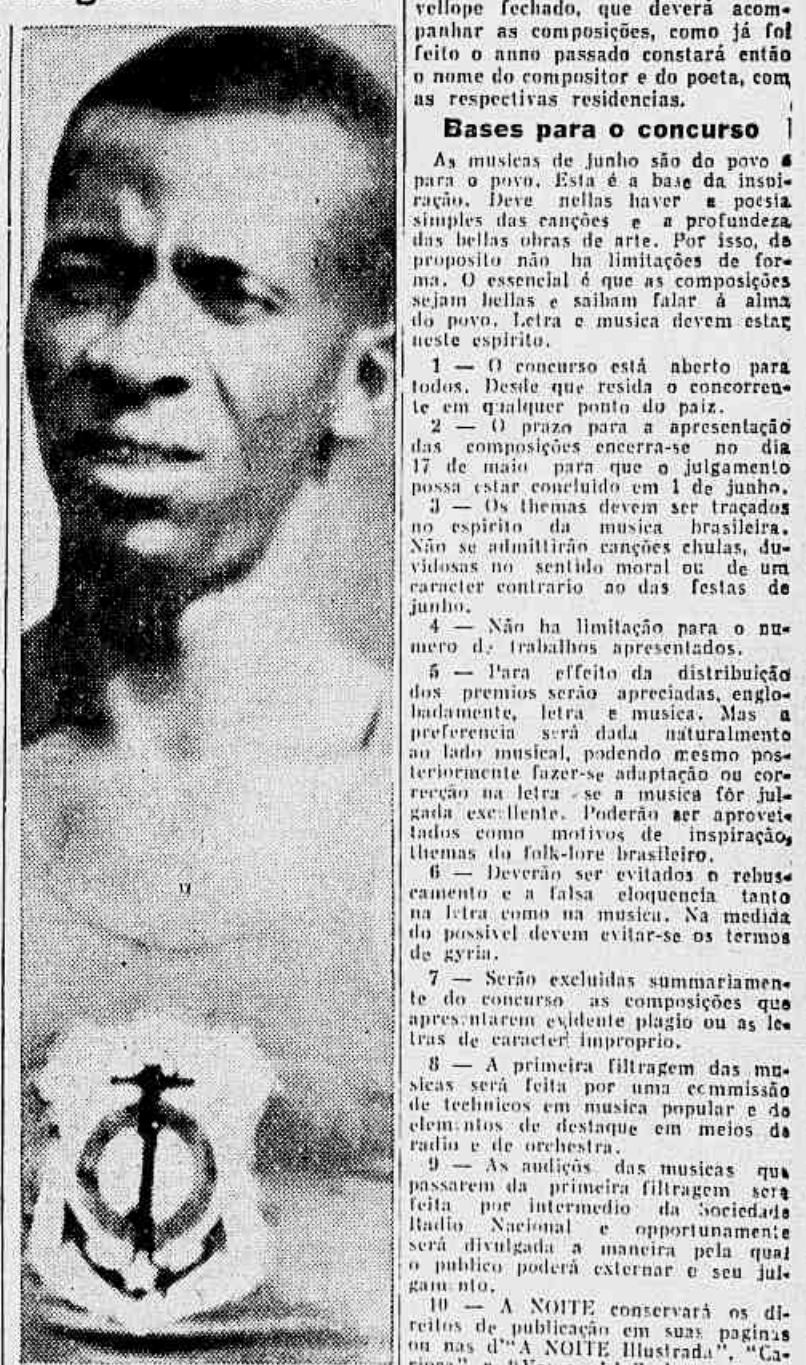 vellope fechado, que deverá acom-
panhar as composições, como já foi
feito o anno passado constará então
o nome do compositor e do poeta, com
as respectivas residencias.
Bases para o concurso
As musicas de Junho são do povo e
para o povo. Esta é a base da inspi-
ração. Deve nellas haver a poesia
simples das canções e a profundeza
das bellas obras de arte. Por isso, de
proposito não ha limitações de for-
ma. O essencial é que as composições
sejam bellas e saibam falar á alma
do povo. Letra e musica devem estar
neste espirito.
1 — O concurso está aberto para
todos. Desde que resida o concorren-
te em qualquer ponto do paiz.
2 — O prazo para a apresentação
das composições encerra-se no dia
17 de maio para que o julgamento
possa estar concluido em 1 de junho.
3 — Os themas devem ser traçados
no espirito da musica brasileira.
Não se admittirão canções chulas, du-
vidosas no sentido moral ou de um
caracter contrario ao das festas de
junho.
4 — Não ha limitação para o nu-
mero de trabalhos apresentados.
5 — Para effeito da distribuição
dos premios serão apreciadas, englo-
badamente, letra e musica. Mas a
preferencia será dada naturalmente
ao lado musical, podendo mesmo pos-
teriormente fazer-se adaptação ou cor-
recção na letra se a musica fôr jul-
gada excellente. Poderão ser aprovei-
tados como motivos de inspiração,
themas do folk-lore brasileiro.
6 — Deverão ser evitados o rebus-
camento e a falsa eloquencia tanto
na letra como na musica. Na medida
do possivel devem evitar-se os termos
de gyria.
7 — Serão excluidas summariamen-
te do concurso as composições que
apresentarem evidente plagio ou as le-
tras de caracter improprio.
8 — A primeira filtragem das mu-
sicas será feita por uma commissão
de technicos em musica popular e de
elementos de destaque em meios de
radio e de orchestra.
9 — As audiçõs das musicas que
passarem da primeira filtragem será
feita por intermedio da Sociedade
Radio Nacional e opportunamente
será divulgada a maneira pela qual
o publico poderá externar o seu jul-
gamento.
10 — A NOITE conservará os di-
reitos de publicação em suas paginas
ou nas d'"A NOITE Illustrada", "Ca-